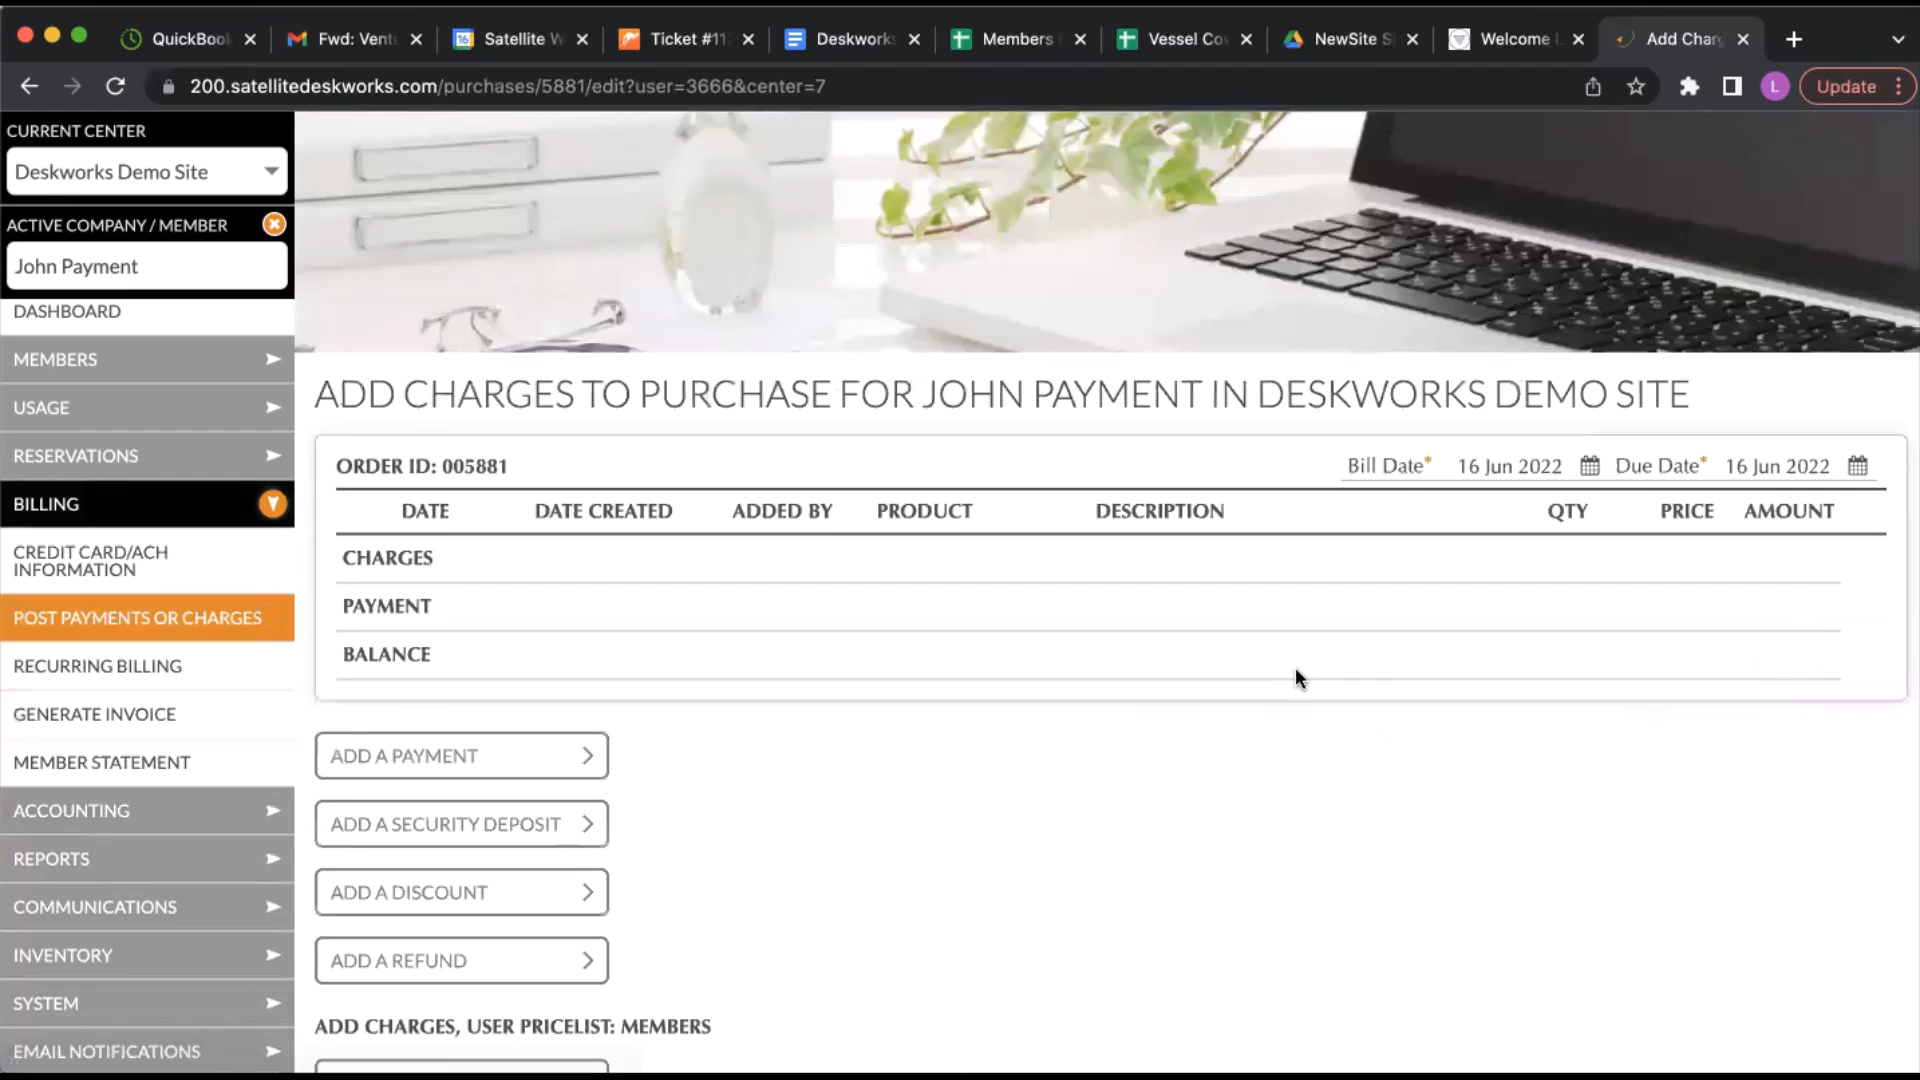 QuickBool
Fwd: Vent
Satellite W
Ticket #11
Deskworks
Members
Vessel Co
NewSite S
Welcome
Add Char
200.satellitedeskworks.com/purchases/5881/edit?user=3666&center=7
L
Update
CURRENT CENTER
Deskworks Demo Site
ACTIVE COMPANY / MEMBER
John Payment
DASHBOARD
MEMBERS
USAGE
RESERVATIONS
BILLING
CREDIT CARD/ACH
INFORMATION
POST PAYMENTS OR CHARGES
RECURRING BILLING
GENERATE INVOICE
MEMBER STATEMENT
ACCOUNTING
REPORTS
COMMUNICATIONS
INVENTORY
SYSTEM
EMAIL NOTIFICATIONS
ADD CHARGES TO PURCHASE FOR JOHN PAYMENT IN DESKWORKS DEMO SITE
ORDER ID: 005881 Bill Date* 16 Jun 2022 Due Date* 16 Jun 2022
DATE DATE CREATED ADDED BY PRODUCT DESCRIPTION QTY PRICE AMOUNT
CHARGES
PAYMENT
BALANCE
ADD A PAYMENT
ADD A SECURITY DEPOSIT
ADD A DISCOUNT
ADD A REFUND
ADD CHARGES, USER PRICELIST: MEMBERS